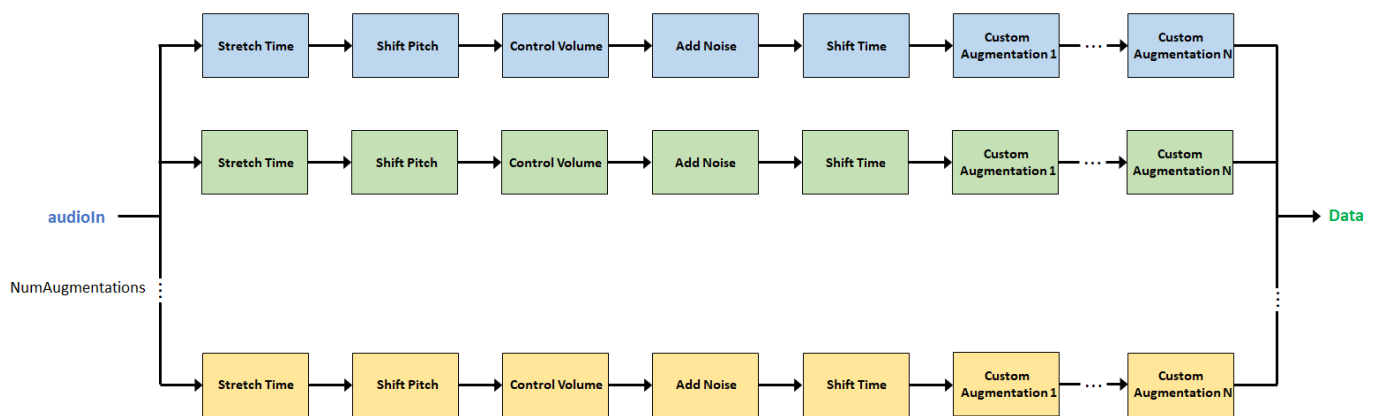 Stretch Time
Shift Pitch
Control Volume
Add Noise
Shift Time
Custom
Augmentation 1
...
Custom
Augmentation N
Stretch Time
Shift Pitch
Control Volume
Add Noise
Shift Time
Custom
Augmentation 1
...
Custom
Augmentation N
audioIn
Data
NumAugmentations
...
...
Stretch Time
Shift Pitch
Control Volume
Add Noise
Shift Time
Custom
Augmentation 1
...
Custom
Augmentation N